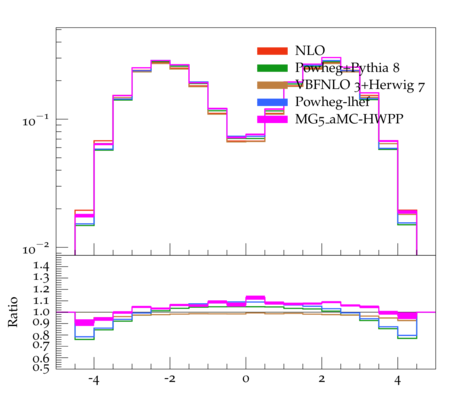 NLO
Powheg+Pythia 8
10⁻¹
VBFNLO 3+Herwig 7
Powheg-lhef
MG5_aMC-HWPP
10⁻²
1.4
1.3
1.2
1.1
1.0
0.9
0.8
0.7
0.6
0.5
Ratio
-4 -2 0 2 4